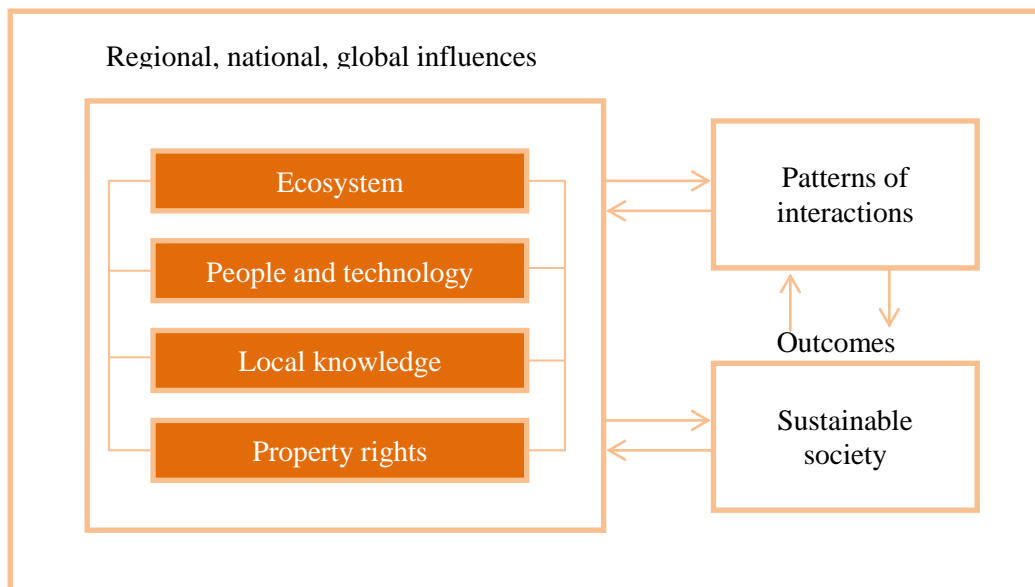 Regional, national, global influences
Ecosystem
People and technology
Local knowledge
Property rights
Patterns of
interactions
Outcomes
Sustainable
society